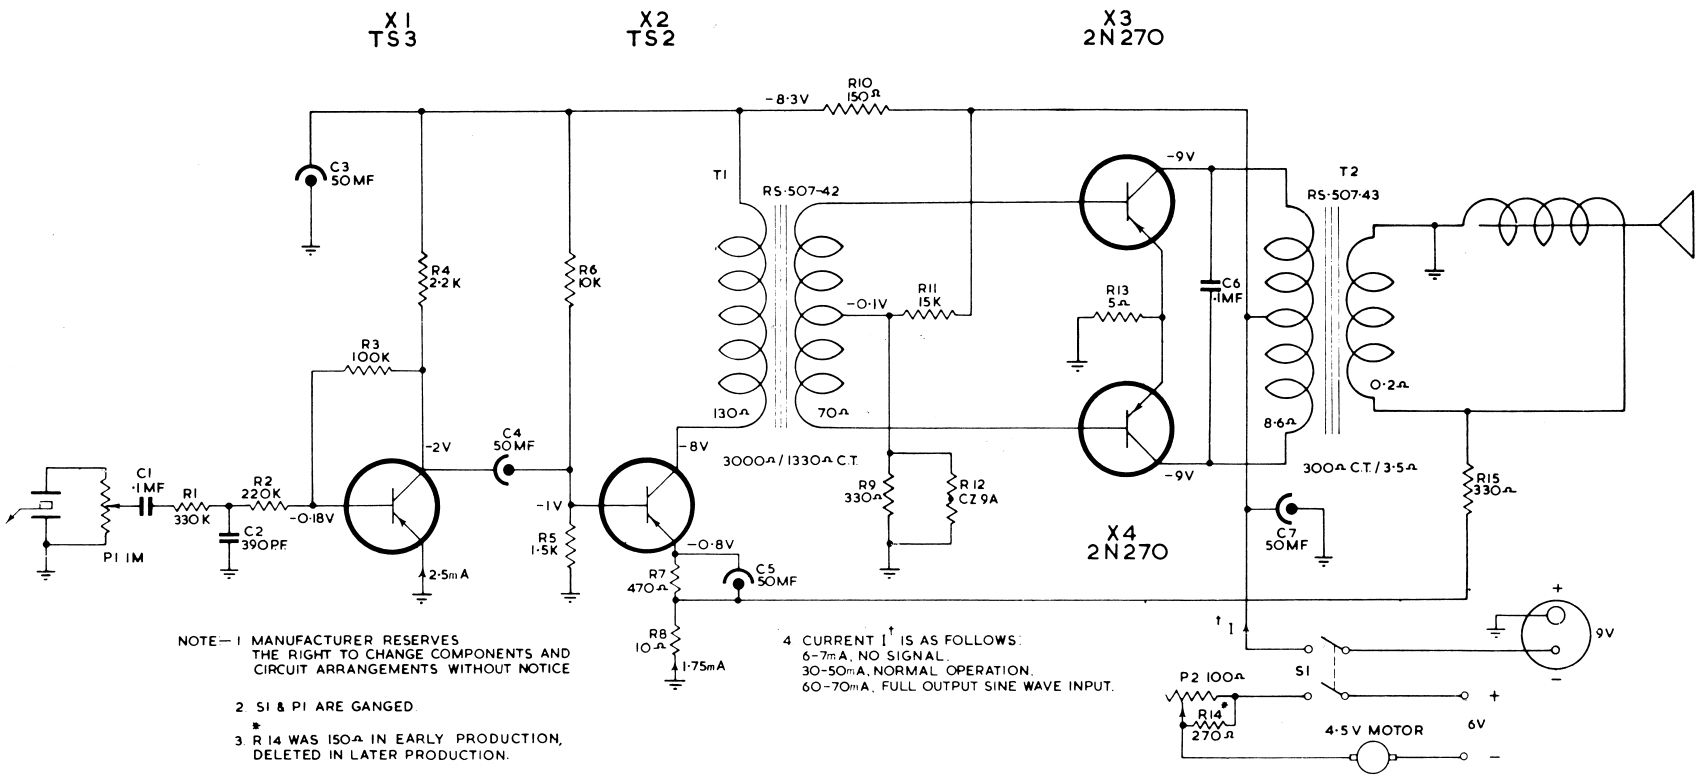 X1
TS3
X2
TS2
X3
2N270
R10
150Ω
-8·3V
C3
50MF
T1
RS·507-42
-9V
T2
RS·507·43
R4
2·2K
R6
10K
-0·1V
R11
15K
R13
5Ω
C6
·1MF
R3
100K
130Ω
70Ω
0·2Ω
8·6Ω
-2V
C4
50MF
-8V
3000Ω/1330Ω C.T.
-9V
300Ω C.T./3·5Ω
C1
·1MF
R1
330K
R2
220K
-0·18V
C2
390P.F.
P1 1M
-1V
R5
1·5K
R9
330Ω
R12
CZ9A
R15
330Ω
X4
2N270
C7
50MF
2·5mA
-0·8V
R7
470Ω
C5
50MF
R8
10Ω
1·75mA
† I
+
9V
-
S1
P2 100Ω
R14*
270Ω
+
6V
-
4·5V MOTOR
NOTE-1 MANUFACTURER RESERVES
THE RIGHT TO CHANGE COMPONENTS AND
CIRCUIT ARRANGEMENTS WITHOUT NOTICE
2. S1 & P1 ARE GANGED.
*
3. R14 WAS 150Ω IN EARLY PRODUCTION,
DELETED IN LATER PRODUCTION.
4 CURRENT I† IS AS FOLLOWS:
6-7mA, NO SIGNAL.
30-50mA, NORMAL OPERATION.
60-70mA, FULL OUTPUT SINE WAVE INPUT.